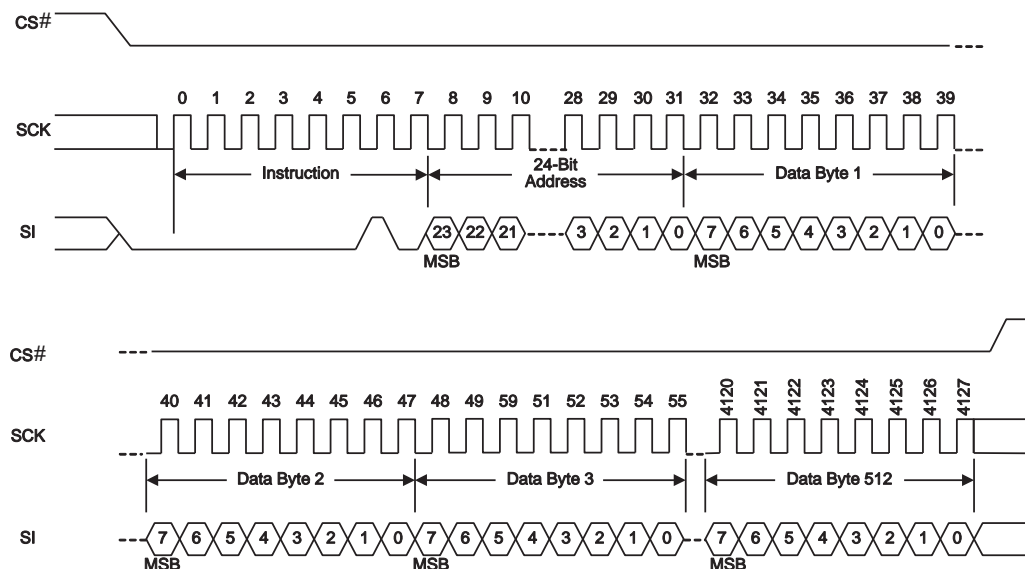 CS#
0 1 2 3 4 5 6 7 8 9 10 28 29 30 31 32 33 34 35 36 37 38 39
SCK
Instruction 24-Bit Address Data Byte 1
SI 23 22 21 3 2 1 0 7 6 5 4 3 2 1 0
MSB MSB
CS#
40 41 42 43 44 45 46 47 48 49 59 51 52 53 54 55 4120 4121 4122 4123 4124 4125 4126 4127
SCK
Data Byte 2 Data Byte 3 Data Byte 512
SI 7 6 5 4 3 2 1 0 7 6 5 4 3 2 1 0 7 6 5 4 3 2 1 0
MSB MSB MSB